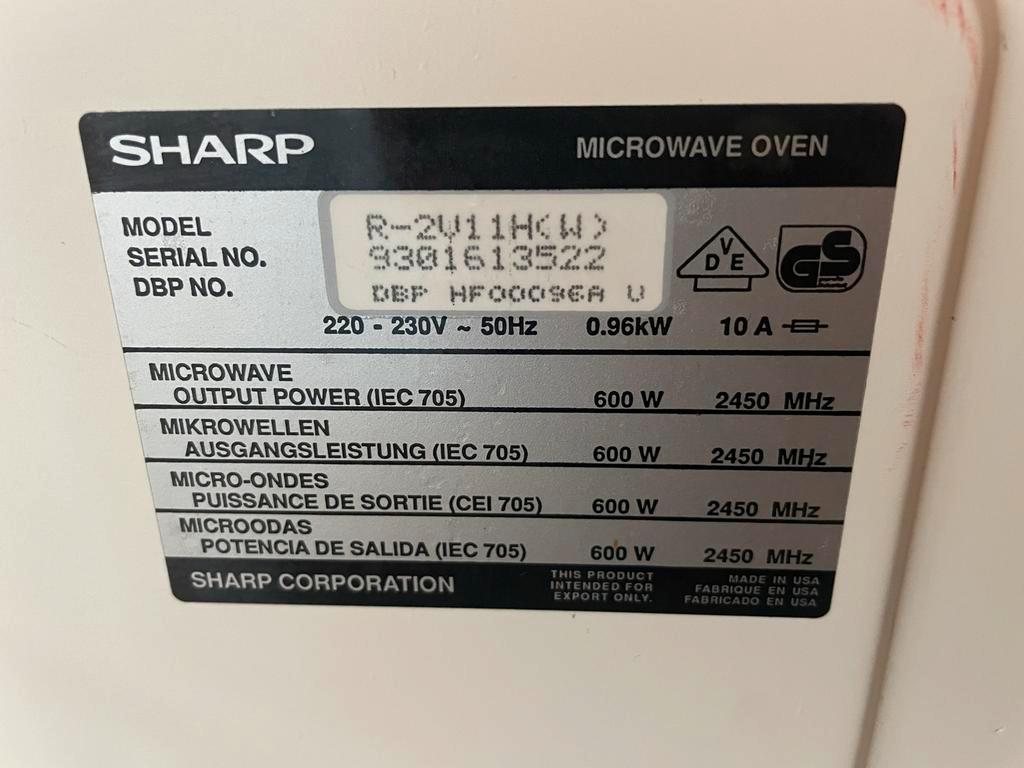 SHARP MICROWAVE OVEN
MODEL R-2V11H(W)
SERIAL NO. 9301613522
DBP NO. DBP HF00096A U
VDE GS
220 - 230V ~ 50Hz 0.96kW 10 A
MICROWAVE
OUTPUT POWER (IEC 705) 600 W 2450 MHz
MIKROWELLEN
AUSGANGSLEISTUNG (IEC 705) 600 W 2450 MHz
MICRO-ONDES
PUISSANCE DE SORTIE (CEI 705) 600 W 2450 MHz
MICROODAS
POTENCIA DE SALIDA (IEC 705) 600 W 2450 MHz
SHARP CORPORATION
THIS PRODUCT
INTENDED FOR
EXPORT ONLY.
MADE IN USA
FABRIQUE EN USA
FABRICADO EN USA